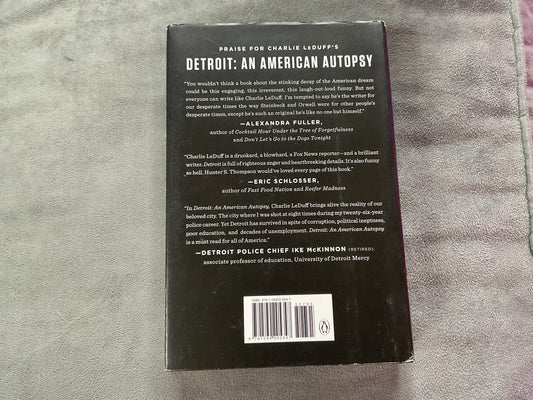 PRAISE FOR CHARLIE LEDUFF'S
DETROIT: AN AMERICAN AUTOPSY
"You wouldn't think a book about the stinking decay of the American dream
could be this engaging, this irreverent, this laugh-out-loud funny. But not
everyone can write like Charlie LeDuff. I'm tempted to say he's the writer for
our desperate times the way Steinbeck and Orwell were for other people's
desperate times, except he's such an original he's like no one but himself."
—ALEXANDRA FULLER,
author of Cocktail Hour Under the Tree of Forgetfulness
and Don't Let's Go to the Dogs Tonight
"Charlie LeDuff is a drunkard, a blowhard, a Fox News reporter—and a brilliant
writer. Detroit is full of righteous anger and heartbreaking details. It's also funny
as hell. Hunter S. Thompson would've loved every page of this book."
—ERIC SCHLOSSER,
author of Fast Food Nation and Reefer Madness
"In Detroit: An American Autopsy, Charlie LeDuff brings alive the reality of our
beloved city. The city where I was shot at eight times during my twenty-six-year
police career. Yet Detroit has survived in spite of corruption, political ineptness,
poor education, and decades of unemployment. Detroit: An American Autopsy
is a must read for all of America."
—DETROIT POLICE CHIEF IKE McKINNON (RETIRED);
associate professor of education, University of Detroit Mercy